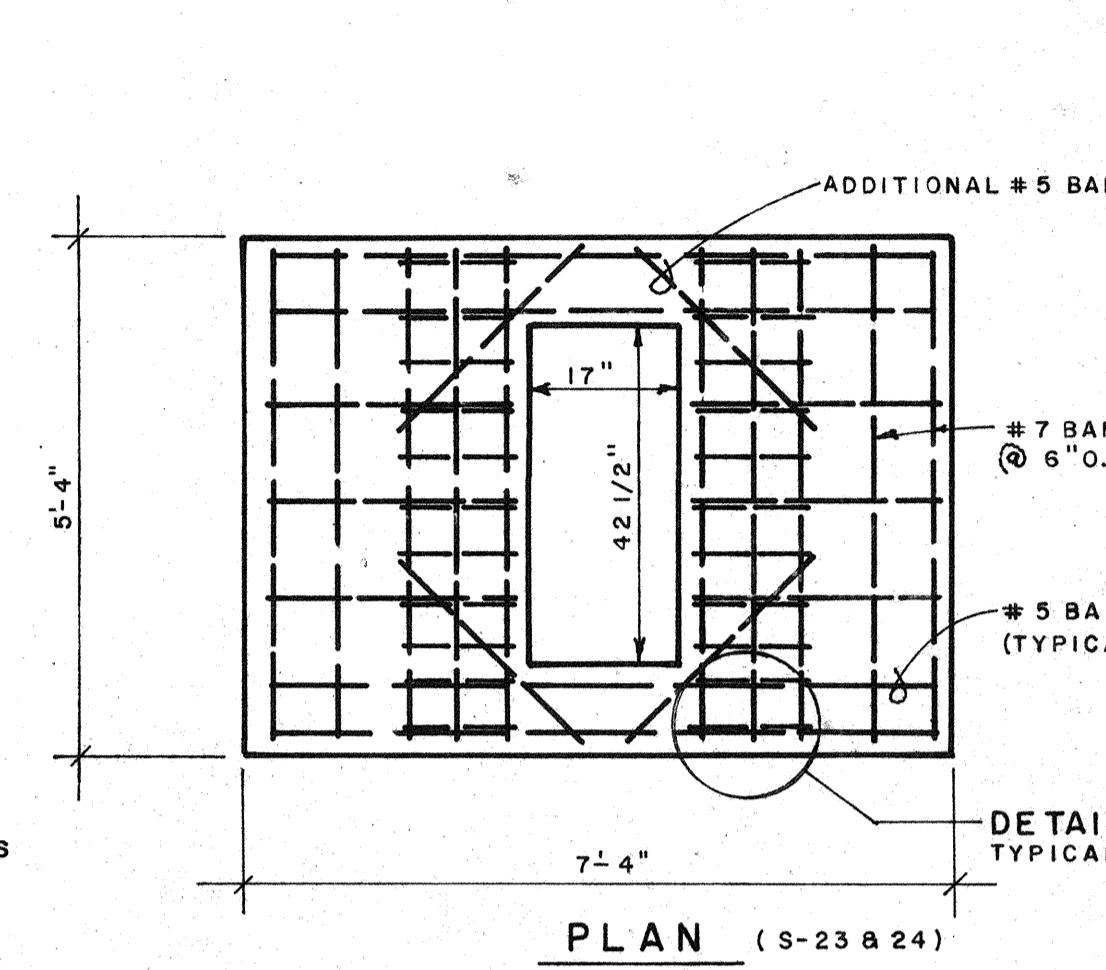 ADDITIONAL # 5 BA
17"
42 1/2"
# 7 BA
@ 6" O.
5'-4"
# 5 BA
(TYPICA
DETAI
TYPICA
S
7'-4"
PLAN (S-23 & 24)